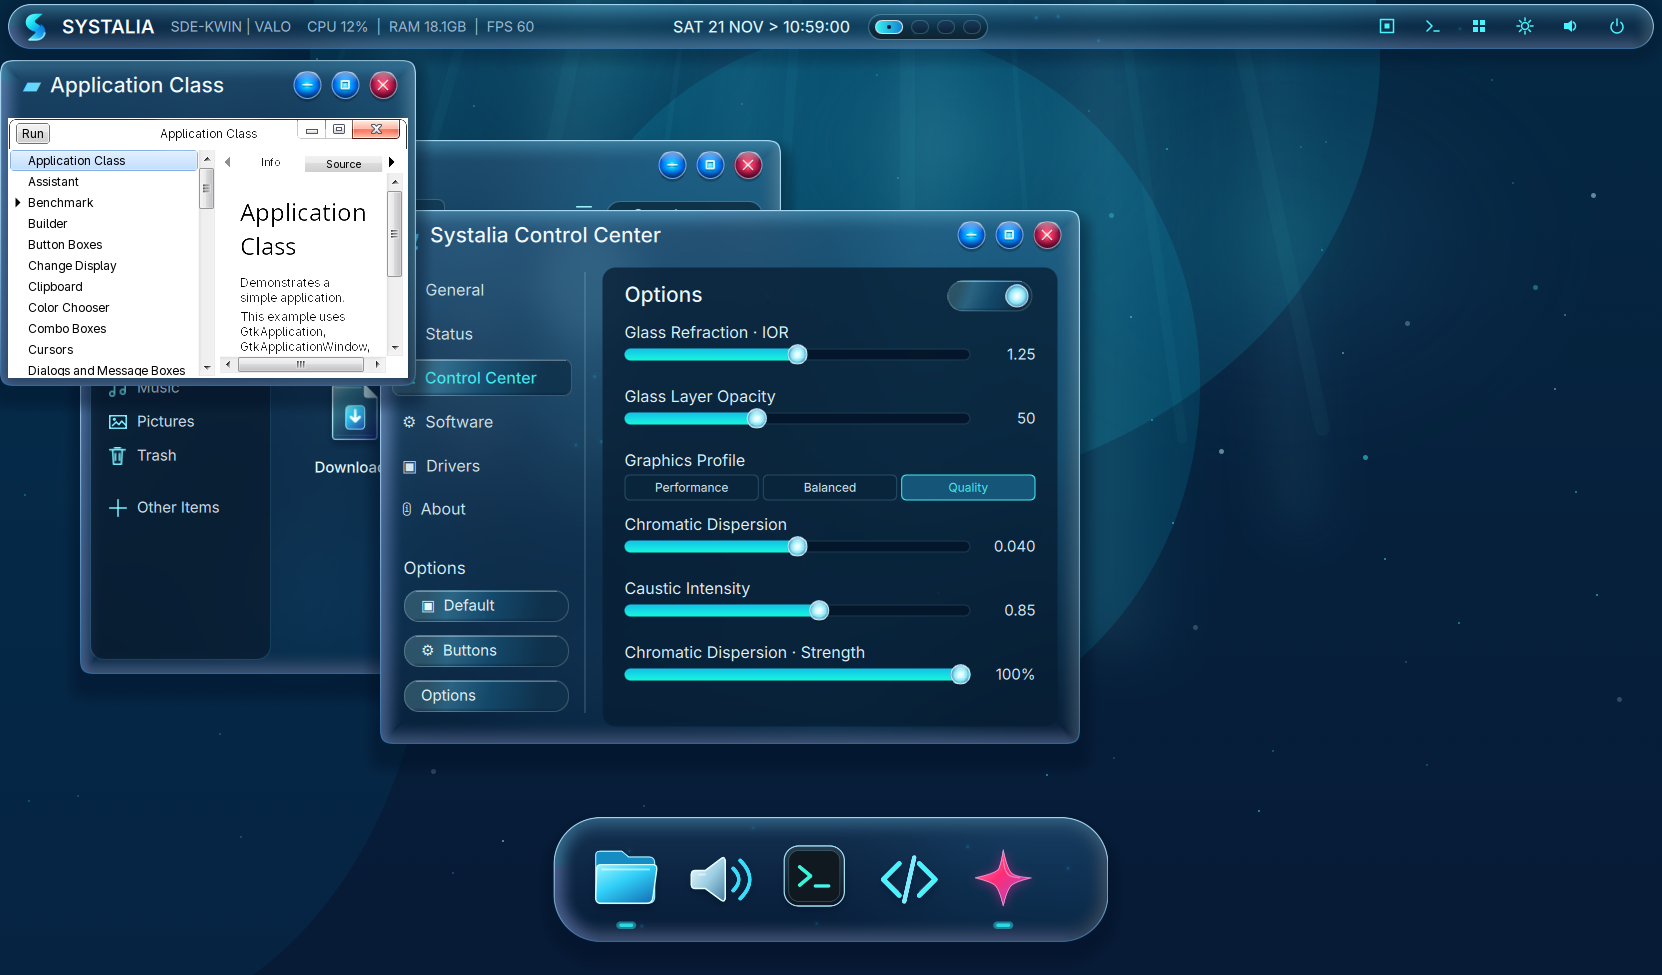 SYSTALIA SDE-KWIN | VALO CPU 12% | RAM 18.1GB | FPS 60 SAT 21 NOV > 10:59:00
Application Class
Run Application Class
Application Class
Assistant
Benchmark
Builder
Button Boxes
Change Display
Clipboard
Color Chooser
Combo Boxes
Cursors
Dialogs and Message Boxes
Info Source
Application
Class
Demonstrates a
simple application.
This example uses
GtkApplication,
GtkApplicationWindow,
Music
Pictures
Trash
Other Items
Systalia Control Center
General
Status
Control Center
Software
Drivers
About
Options
Default
Buttons
Options
Options
Glass Refraction · IOR
1.25
Glass Layer Opacity
50
Graphics Profile
Performance Balanced Quality
Chromatic Dispersion
0.040
Caustic Intensity
0.85
Chromatic Dispersion · Strength
100%